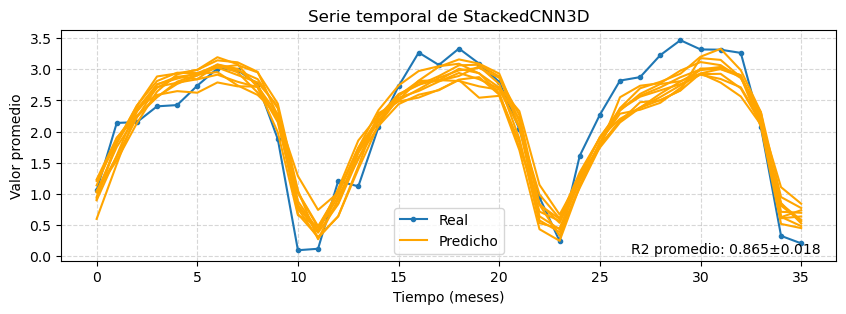 Serie temporal de StackedCNN3D
Valor promedio
3.5
3.0
2.5
2.0
1.5
1.0
0.5
0.0
Real
Predicho
R2 promedio: 0.865±0.018
0 5 10 15 20 25 30 35
Tiempo (meses)